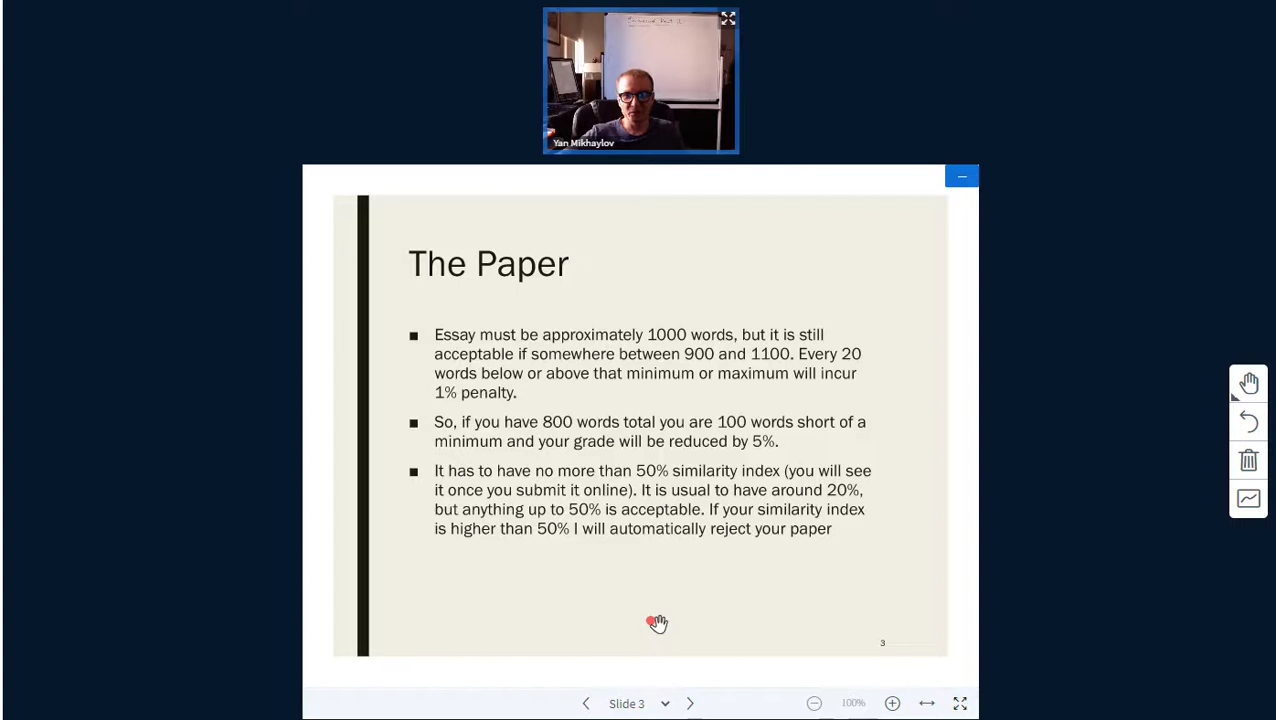 Yan Mikhaylov
The Paper
■ Essay must be approximately 1000 words, but it is still
acceptable if somewhere between 900 and 1100. Every 20
words below or above that minimum or maximum will incur
1% penalty.
■ So, if you have 800 words total you are 100 words short of a
minimum and your grade will be reduced by 5%.
■ It has to have no more than 50% similarity index (you will see
it once you submit it online). It is usual to have around 20%,
but anything up to 50% is acceptable. If your similarity index
is higher than 50% I will automatically reject your paper
3
Slide 3
100%